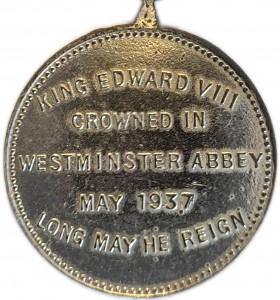 KING EDWARD VIII
CROWNED IN
WESTMINSTER ABBEY.
MAY 1937
LONG MAY HE REIGN